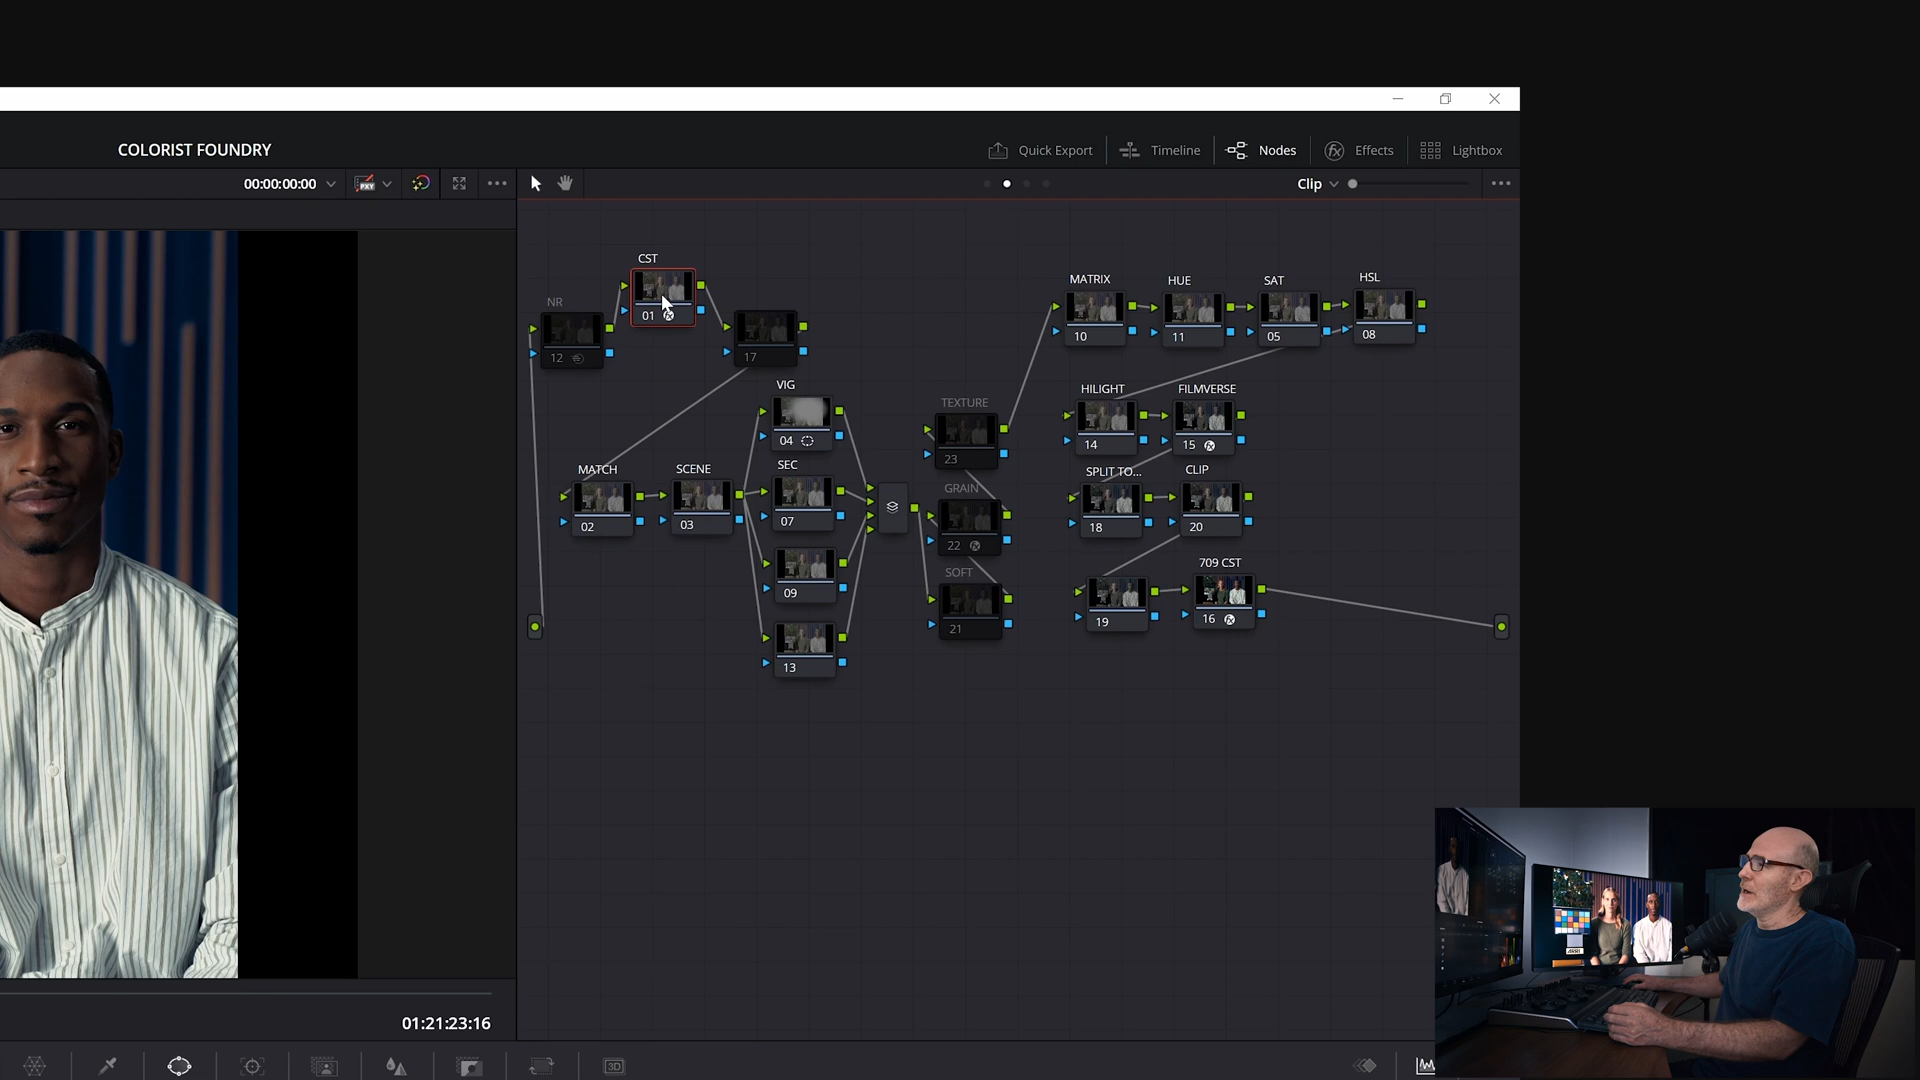 COLORIST FOUNDRY
Quick Export
Timeline
Nodes
Effects
Lightbox
00:00:00:00
PXY
Clip
CST
01
NR
12
17
MATRIX
10
HUE
11
SAT
05
HSL
08
VIG
04
HILIGHT
14
FILMVERSE
15
TEXTURE
23
MATCH
02
SCENE
03
SEC
07
GRAIN
22
SPLIT TO...
18
CLIP
20
09
SOFT
21
19
709 CST
16
13
01:21:23:16
3D